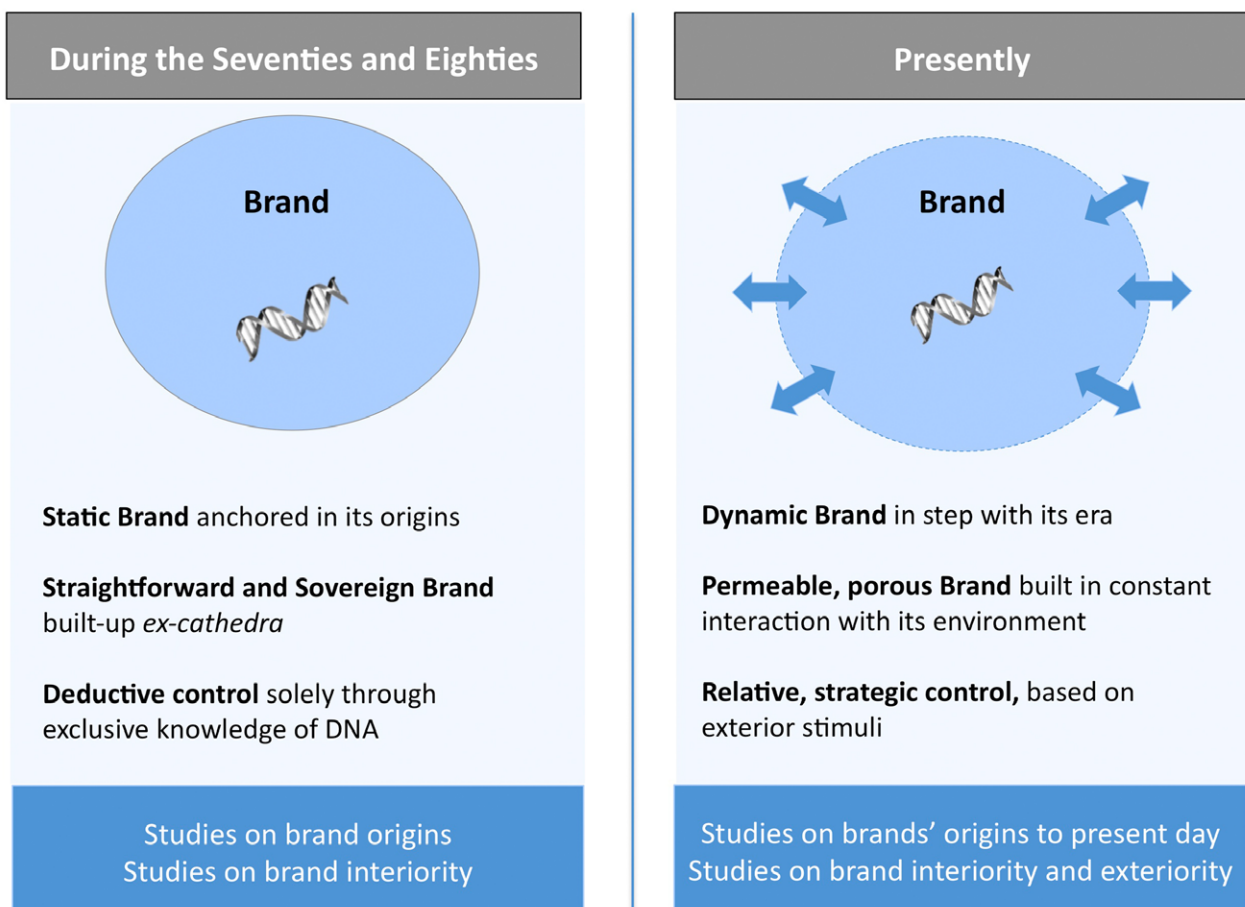 During the Seventies and Eighties
Brand
Static Brand anchored in its origins
Straightforward and Sovereign Brand
built-up ex-cathedra
Deductive control solely through
exclusive knowledge of DNA
Studies on brand origins
Studies on brand interiority
Presently
Brand
Dynamic Brand in step with its era
Permeable, porous Brand built in constant
interaction with its environment
Relative, strategic control, based on
exterior stimuli
Studies on brands’ origins to present day
Studies on brand interiority and exteriority